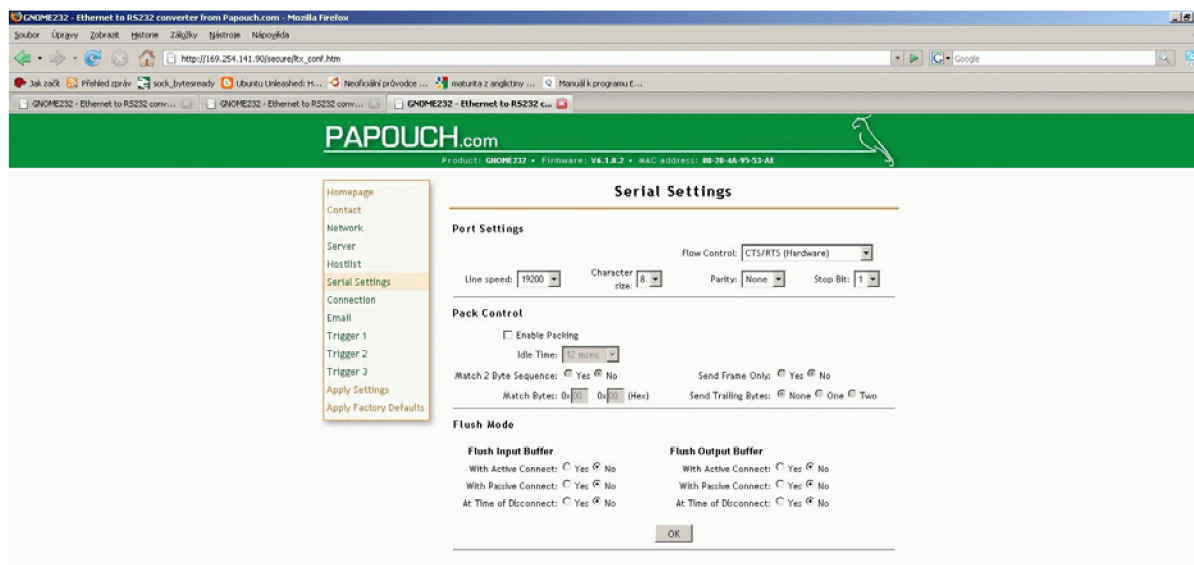 GNOME232 - Ethernet to RS232 converter from Papouch.com - Mozilla Firefox
Soubor Úpravy Zobrazit Historie Záložky Nástroje Nápověda
http://169.254.141.90/secure/ltx_conf.htm
Google
Jak začít Přehled zpráv sock_bytesready Ubuntu Unleashed: H... Neoficiální průvodce ... maturita z anglictiny ... Manuál k programu E...
GNOME232 - Ethernet to RS232 conv... GNOME232 - Ethernet to RS232 conv... GNOME232 - Ethernet to RS232 c...
PAPOUCH.com
Product: GNOME232 • Firmware: V6.1.0.2 • MAC address: 00-20-4A-95-53-AE
Homepage
Contact
Network
Server
Hostlist
Serial Settings
Connection
Email
Trigger 1
Trigger 2
Trigger 3
Apply Settings
Apply Factory Defaults
Serial Settings
Port Settings
Flow Control: CTS/RTS (Hardware)
Line speed: 19200 Character size: 8 Parity: None Stop Bit: 1
Pack Control
Enable Packing
Idle Time: 12 msec
Match 2 Byte Sequence: Yes No Send Frame Only: Yes No
Match Bytes: 0x00 0x00 (Hex) Send Trailing Bytes: None One Two
Flush Mode
Flush Input Buffer Flush Output Buffer
With Active Connect: Yes No With Active Connect: Yes No
With Passive Connect: Yes No With Passive Connect: Yes No
At Time of Disconnect: Yes No At Time of Disconnect: Yes No
OK